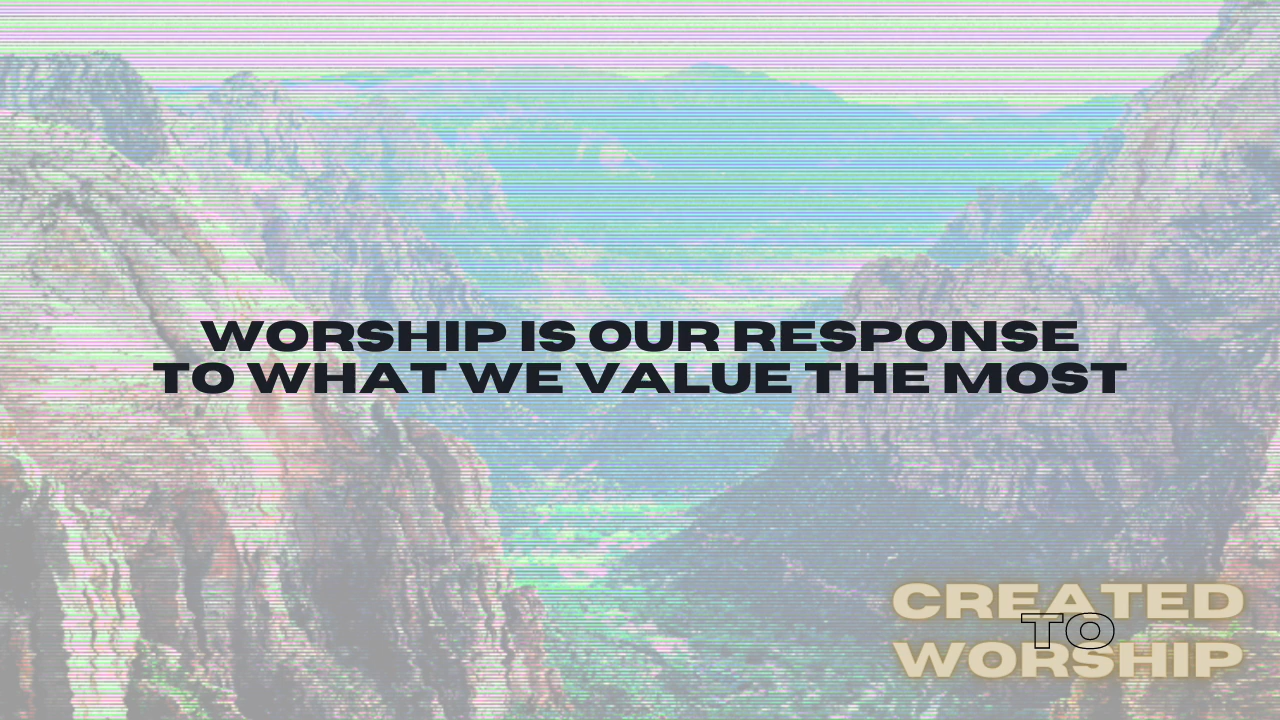 WORSHIP IS OUR RESPONSE
TO WHAT WE VALUE THE MOST
CREATED
TO
WORSHIP